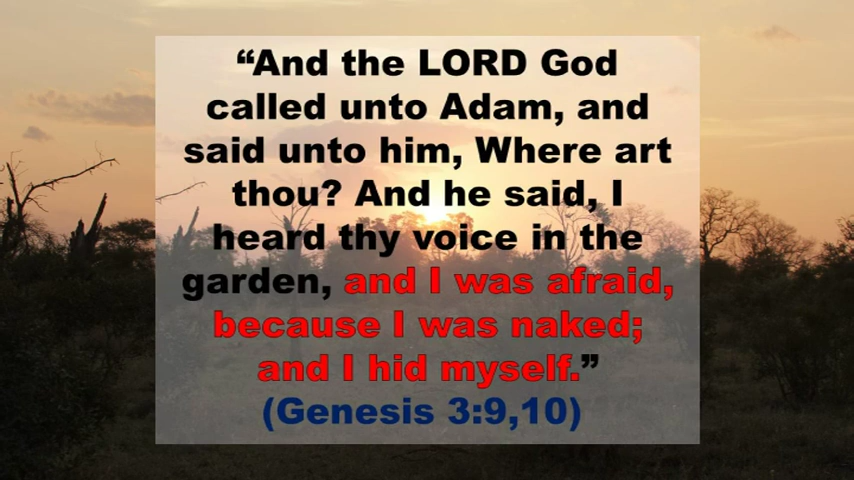 “And the LORD God
called unto Adam, and
said unto him, Where art
thou? And he said, I
heard thy voice in the
garden, and I was afraid,
because I was naked;
and I hid myself.”
(Genesis 3:9,10)